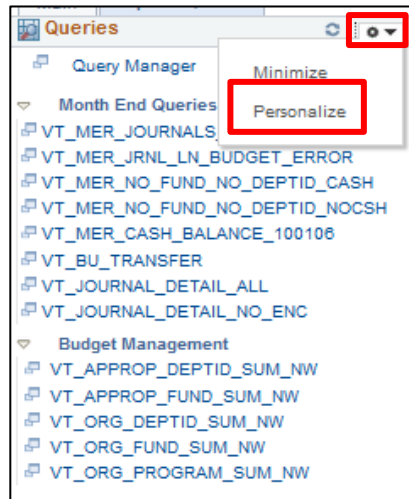 Queries
Query Manager
Minimize
Personalize
Month End Queries
VT_MER_JOURNALS_
VT_MER_JRNL_LN_BUDGET_ERROR
VT_MER_NO_FUND_NO_DEPTID_CASH
VT_MER_NO_FUND_NO_DEPTID_NOCSH
VT_MER_CASH_BALANCE_100106
VT_BU_TRANSFER
VT_JOURNAL_DETAIL_ALL
VT_JOURNAL_DETAIL_NO_ENC
Budget Management
VT_APPROP_DEPTID_SUM_NW
VT_APPROP_FUND_SUM_NW
VT_ORG_DEPTID_SUM_NW
VT_ORG_FUND_SUM_NW
VT_ORG_PROGRAM_SUM_NW